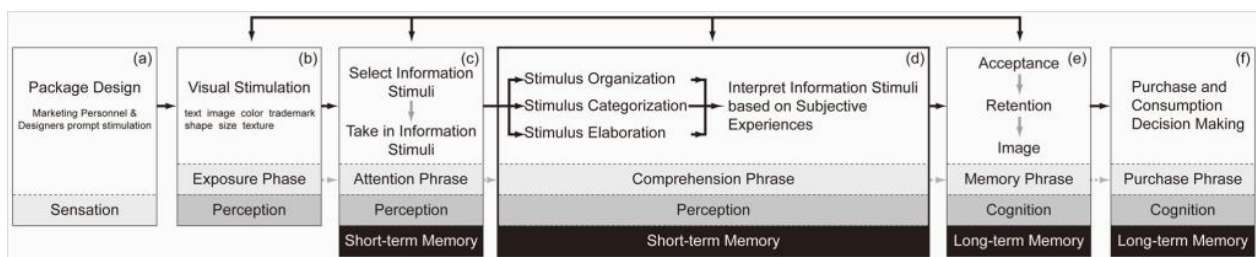 (a)
Package Design
Marketing Personnel &
Designers prompt stimulation
Sensation
(b)
Visual Stimulation
text image color trademark
shape size texture
Exposure Phase
Perception
(c)
Select Information
Stimuli
Take in Information
Stimuli
Attention Phrase
Perception
Short-term Memory
(d)
Stimulus Organization
Stimulus Categorization
Stimulus Elaboration
Interpret Information Stimuli
based on Subjective
Experiences
Comprehension Phrase
Perception
Short-term Memory
(e)
Acceptance
Retention
Image
Memory Phrase
Cognition
Long-term Memory
(f)
Purchase and
Consumption
Decision Making
Purchase Phrase
Cognition
Long-term Memory